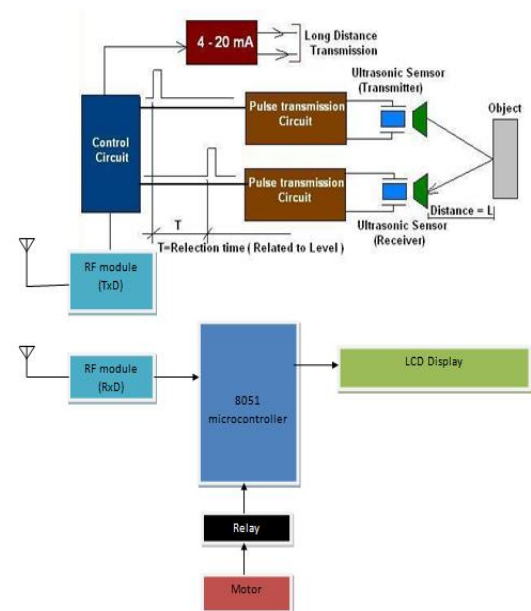 4 - 20 mA
Long Distance
Transmission
Ultrasonic Sensor
(Transmitter)
Object
Control
Circuit
Pulse transmission
Circuit
Pulse transmission
Circuit
Distance = L
T
Ultrasonic Sensor
(Receiver)
T=Relection time ( Related to Level )
RF module
(TxD)
RF module
(RxD)
8051
microcontroller
LCD Display
Relay
Motor